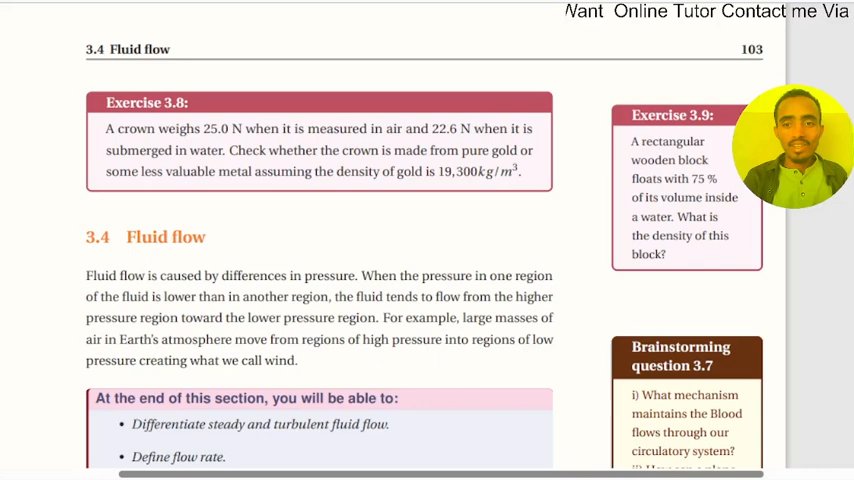 Want Online Tutor Contact me Via
3.4 Fluid flow
103
Exercise 3.8:
A crown weighs 25.0 N when it is measured in air and 22.6 N when it is
submerged in water. Check whether the crown is made from pure gold or
some less valuable metal assuming the density of gold is 19,300kg/m³.
Exercise 3.9:
A rectangular
wooden block
floats with 75 %
of its volume inside
a water. What is
the density of this
block?
3.4 Fluid flow
Fluid flow is caused by differences in pressure. When the pressure in one region
of the fluid is lower than in another region, the fluid tends to flow from the higher
pressure region toward the lower pressure region. For example, large masses of
air in Earth's atmosphere move from regions of high pressure into regions of low
pressure creating what we call wind.
At the end of this section, you will be able to:
• Differentiate steady and turbulent fluid flow.
• Define flow rate.
Brainstorming
question 3.7
i) What mechanism
maintains the Blood
flows through our
circulatory system?